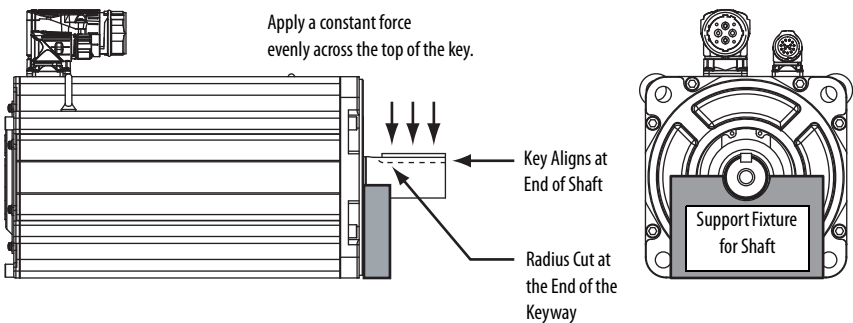 Apply a constant force
evenly across the top of the key.
Key Aligns at
End of Shaft
Radius Cut at
the End of the
Keyway
Support Fixture
for Shaft